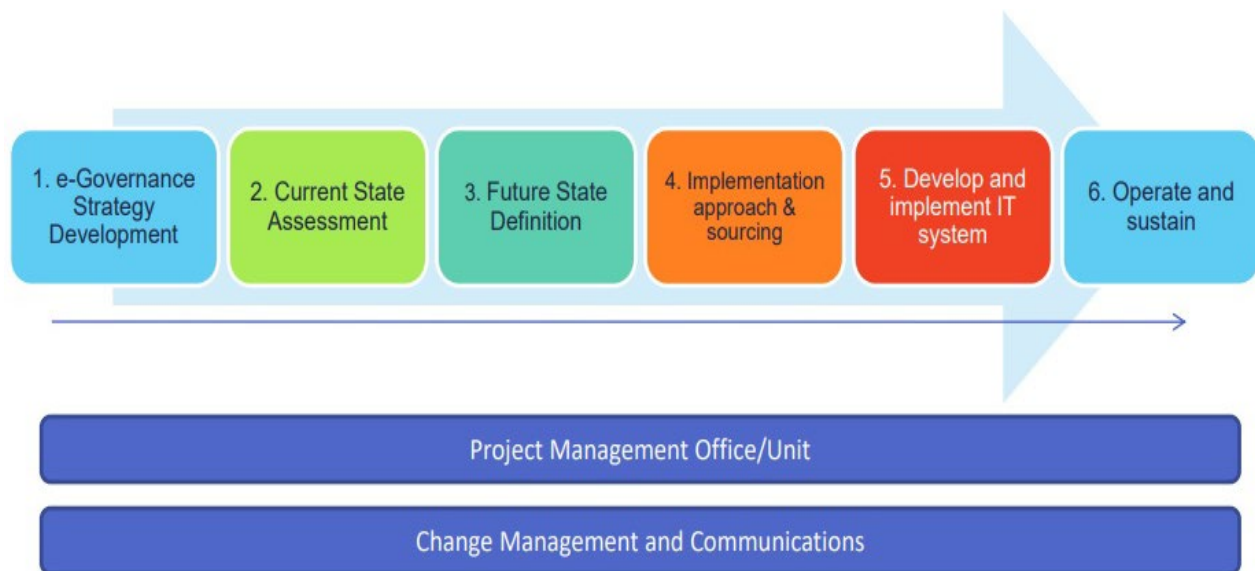 1. e-Governance
Strategy
Development
2. Current State
Assessment
3. Future State
Definition
4. Implementation
approach &
sourcing
5. Develop and
implement IT
system
6. Operate and
sustain
Project Management Office/Unit
Change Management and Communications